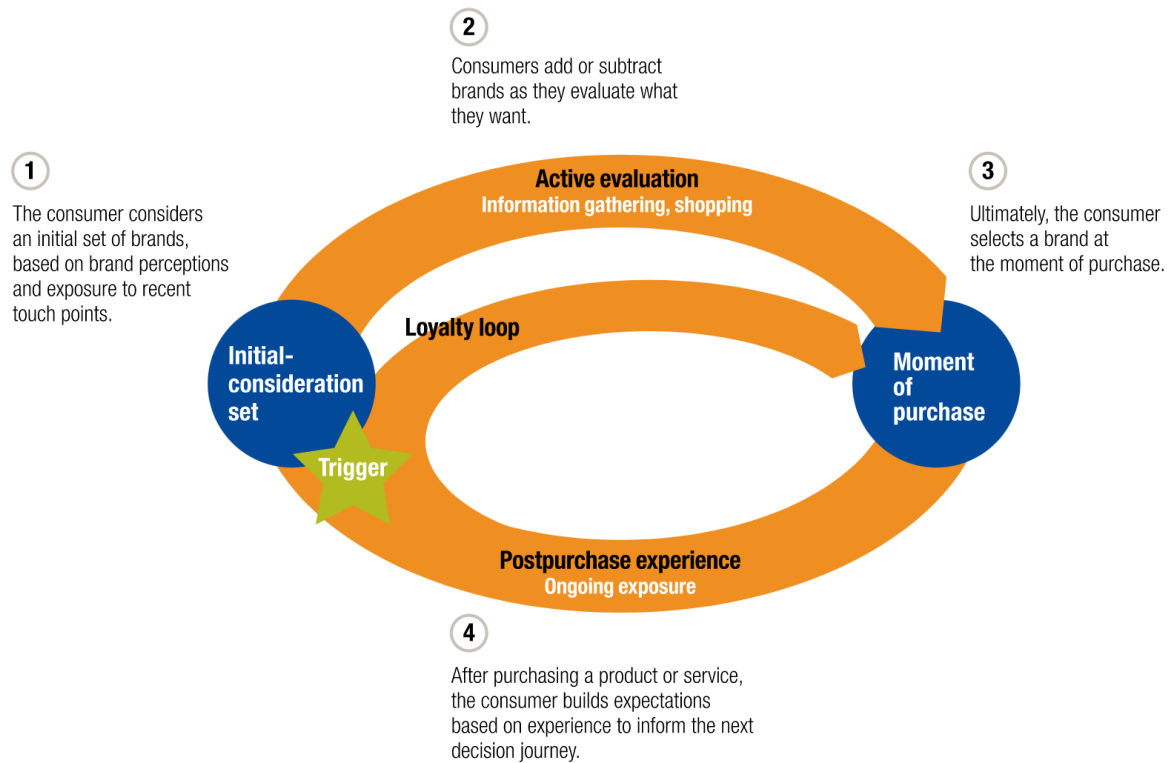 2
Consumers add or subtract
brands as they evaluate what
they want.
1
The consumer considers
an initial set of brands,
based on brand perceptions
and exposure to recent
touch points.
3
Ultimately, the consumer
selects a brand at
the moment of purchase.
Active evaluation
Information gathering, shopping
Loyalty loop
Initial-
consideration
set
Moment
of
purchase
Trigger
Postpurchase experience
Ongoing exposure
4
After purchasing a product or service,
the consumer builds expectations
based on experience to inform the next
decision journey.